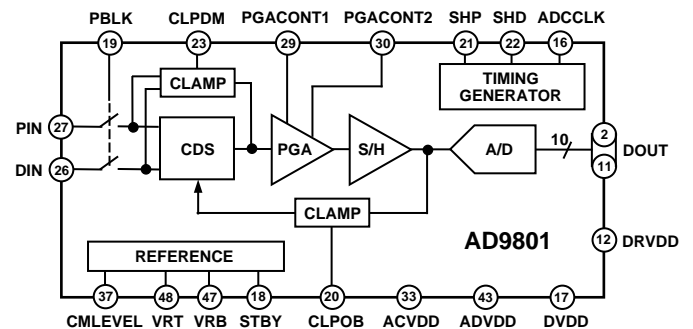 PBLK CLPDM PGACONT1 PGACONT2 SHP SHD ADCCLK
19 23 29 30 21 22 16
CLAMP
TIMING
GENERATOR
PIN 27
DIN 26
CDS
PGA
S/H
A/D
10
2
11
DOUT
CLAMP
AD9801
12 DRVDD
REFERENCE
37 48 47 18 20 33 43 17
CMLEVEL VRT VRB STBY CLPOB ACVDD ADVDD DVDD